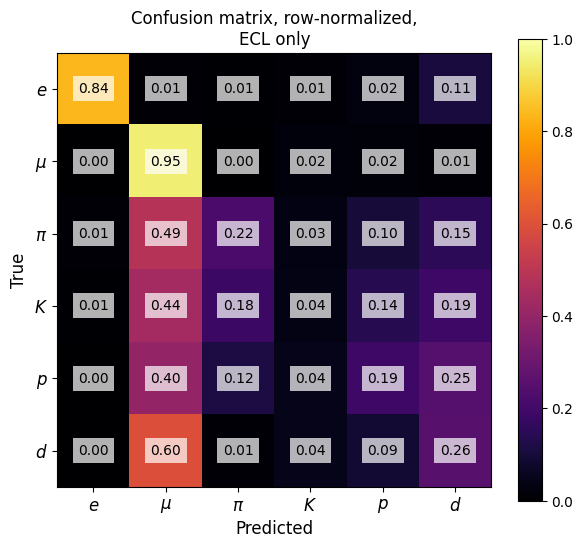 Confusion matrix, row-normalized,
ECL only
True
e 0.84 0.01 0.01 0.01 0.02 0.11
μ 0.00 0.95 0.00 0.02 0.02 0.01
π 0.01 0.49 0.22 0.03 0.10 0.15
K 0.01 0.44 0.18 0.04 0.14 0.19
p 0.00 0.40 0.12 0.04 0.19 0.25
d 0.00 0.60 0.01 0.04 0.09 0.26
e μ π K p d
Predicted
1.0
0.8
0.6
0.4
0.2
0.0